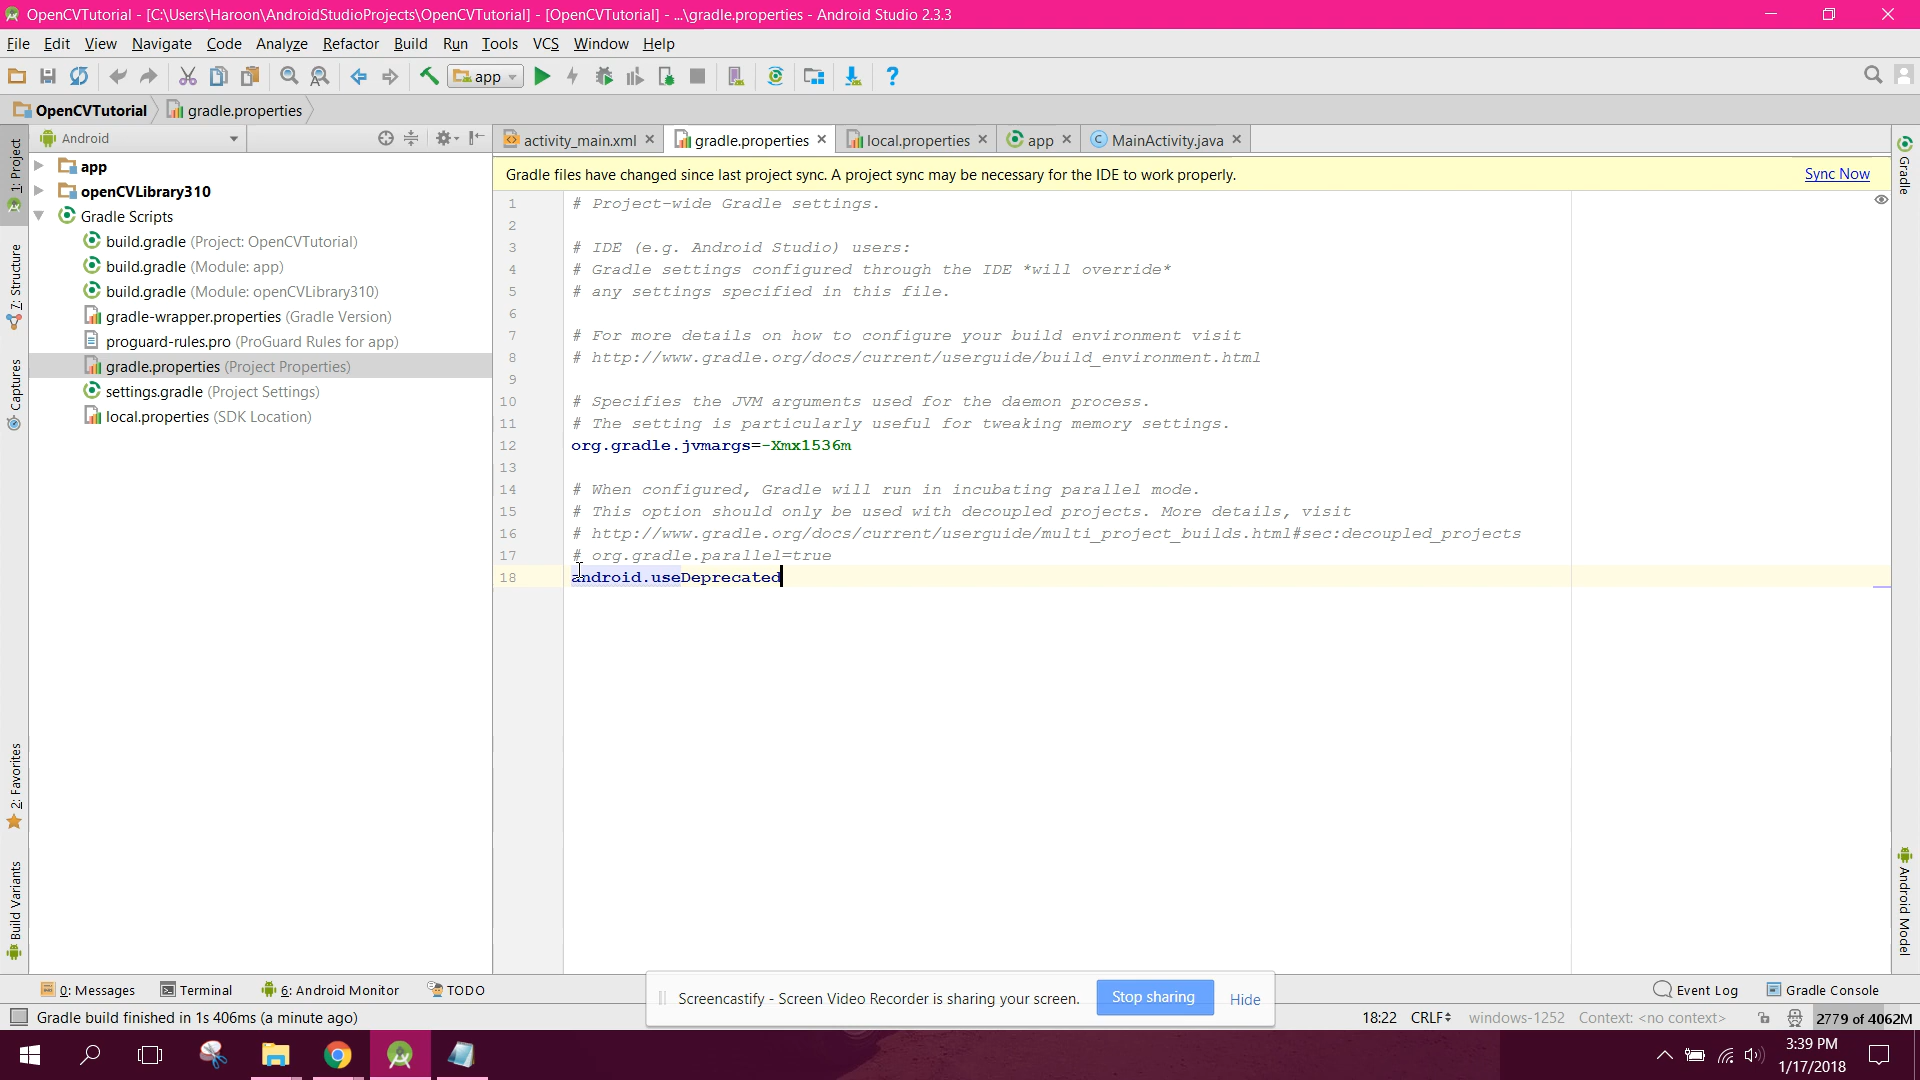 OpenCVTutorial - [C:\Users\Haroon\AndroidStudioProjects\OpenCVTutorial] - [OpenCVTutorial] - ...\gradle.properties - Android Studio 2.3.3
File Edit View Navigate Code Analyze Refactor Build Run Tools VCS Window Help
app
OpenCVTutorial gradle.properties
Android
activity_main.xml gradle.properties local.properties app MainActivity.java
Gradle files have changed since last project sync. A project sync may be necessary for the IDE to work properly. Sync Now
1: Project
7: Structure
Captures
2: Favorites
Build Variants
app
openCVLibrary310
Gradle Scripts
build.gradle (Project: OpenCVTutorial)
build.gradle (Module: app)
build.gradle (Module: openCVLibrary310)
gradle-wrapper.properties (Gradle Version)
proguard-rules.pro (ProGuard Rules for app)
gradle.properties (Project Properties)
settings.gradle (Project Settings)
local.properties (SDK Location)
1 # Project-wide Gradle settings.
2
3 # IDE (e.g. Android Studio) users:
4 # Gradle settings configured through the IDE *will override*
5 # any settings specified in this file.
6
7 # For more details on how to configure your build environment visit
8 # http://www.gradle.org/docs/current/userguide/build_environment.html
9
10 # Specifies the JVM arguments used for the daemon process.
11 # The setting is particularly useful for tweaking memory settings.
12 org.gradle.jvmargs=-Xmx1536m
13
14 # When configured, Gradle will run in incubating parallel mode.
15 # This option should only be used with decoupled projects. More details, visit
16 # http://www.gradle.org/docs/current/userguide/multi_project_builds.html#sec:decoupled_projects
17 # org.gradle.parallel=true
18 android.useDeprecated
Gradle
Android Model
0: Messages Terminal 6: Android Monitor TODO
Screencastify - Screen Video Recorder is sharing your screen. Stop sharing Hide
Event Log Gradle Console
Gradle build finished in 1s 406ms (a minute ago)
18:22 CRLF windows-1252 Context: <no context> 2779 of 4062M
3:39 PM
1/17/2018